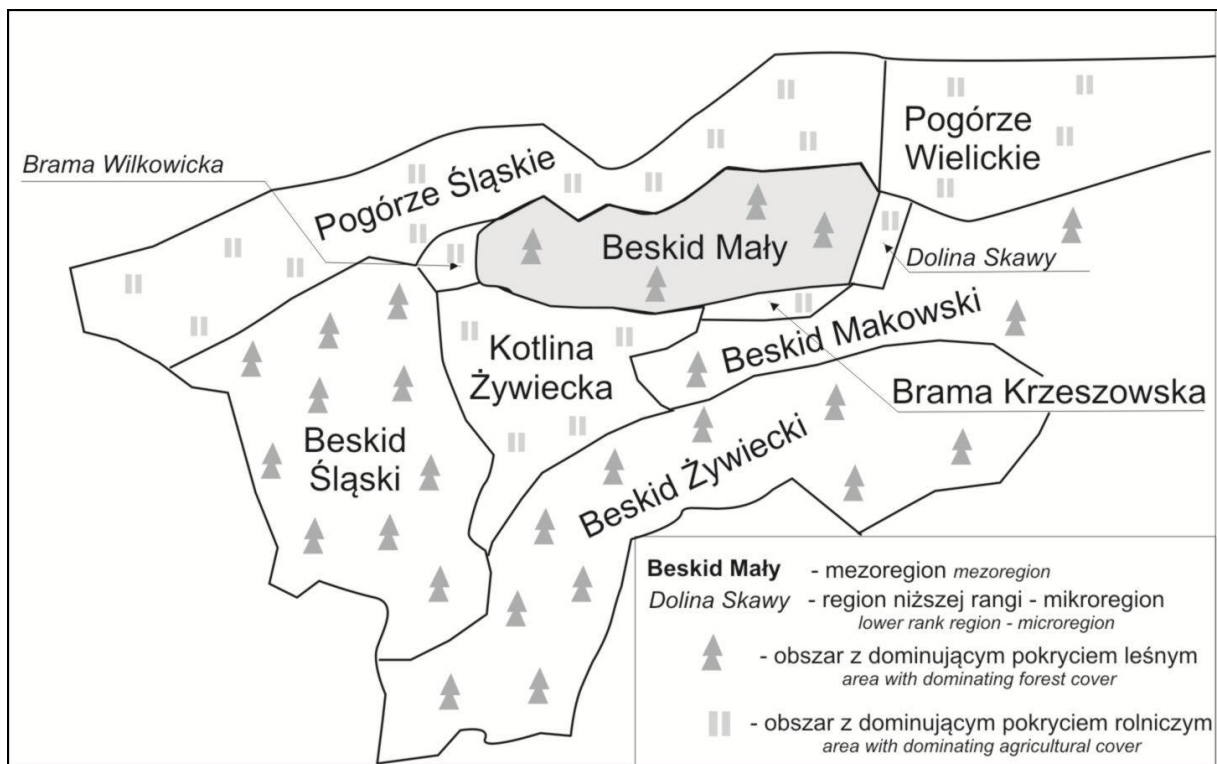 Pogórze
Wielickie
Brama Wilkowicka
Pogórze Śląskie
Beskid Mały
Dolina Skawy
Beskid Makowski
Kotlina
Żywiecka
Brama Krzeszowska
Beskid
Śląski
Beskid Żywiecki
Beskid Mały - mezoregion mezoregion
Dolina Skawy - region niższej rangi - mikroregion
lower rank region - microregion
- obszar z dominującym pokryciem leśnym
area with dominating forest cover
- obszar z dominującym pokryciem rolniczym
area with dominating agricultural cover